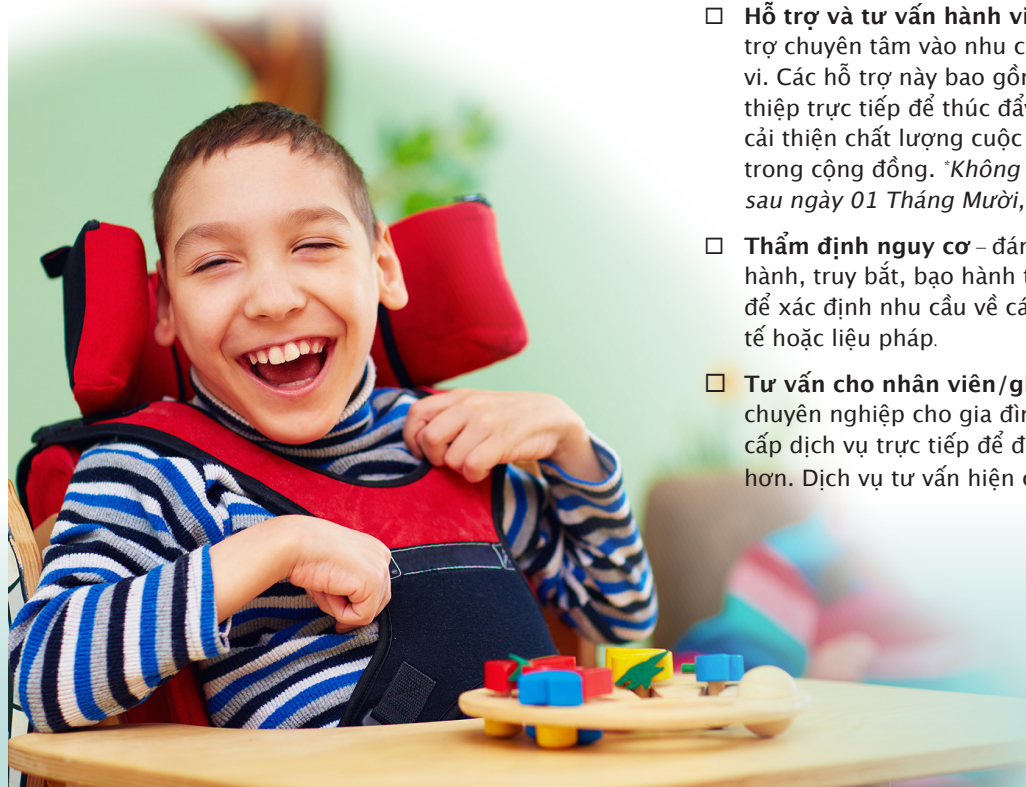 ☐ Hỗ trợ và tư vấn hành vi
trợ chuyên tâm vào nhu c
vi. Các hỗ trợ này bao gồ
thiệp trực tiếp để thúc đẩ
cải thiện chất lượng cuộc
trong cộng đồng. *Không
sau ngày 01 Tháng Mười,
☐ Thẩm định nguy cơ – đán
hành, truy bắt, bạo hành t
để xác định nhu cầu về cá
tế hoặc liệu pháp.
☐ Tư vấn cho nhân viên/gi
chuyên nghiệp cho gia đìn
cấp dịch vụ trực tiếp để đ
hơn. Dịch vụ tư vấn hiện c